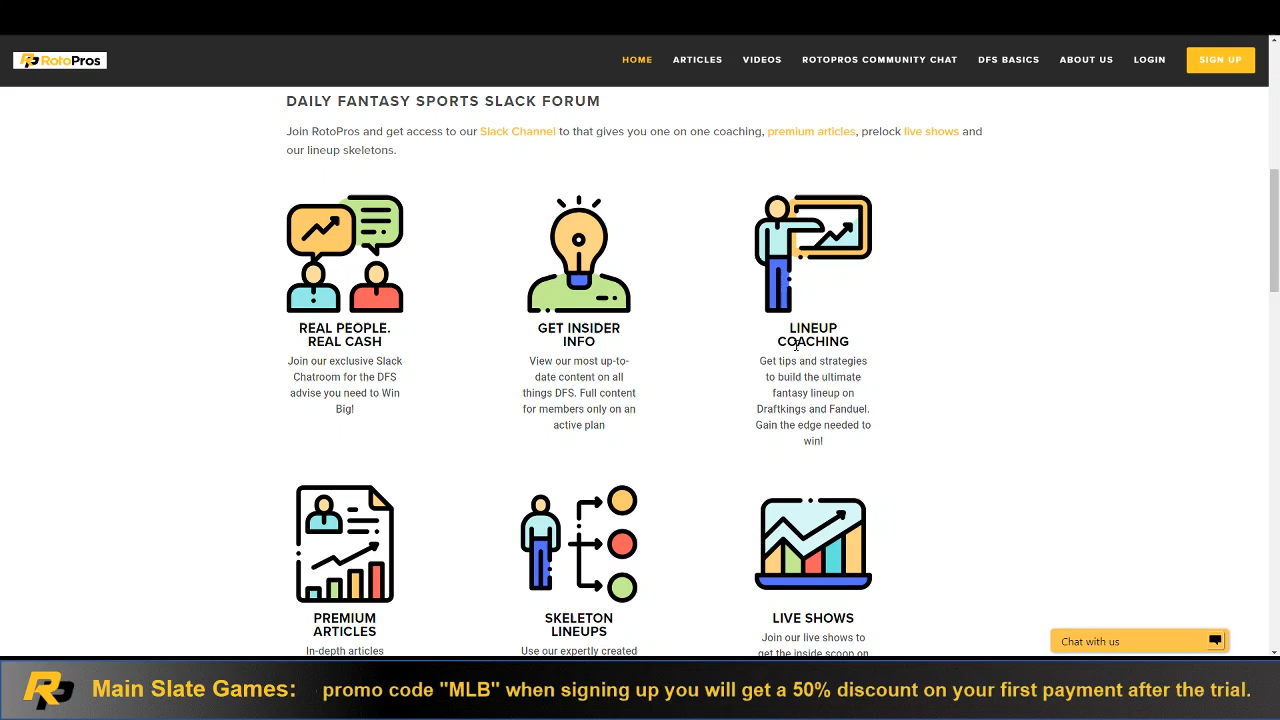 RotoPros
HOME ARTICLES VIDEOS ROTOPROS COMMUNITY CHAT DFS BASICS ABOUT US LOGIN SIGN UP
DAILY FANTASY SPORTS SLACK FORUM
Join RotoPros and get access to our Slack Channel to that gives you one on one coaching, premium articles, prelock live shows and
our lineup skeletons.
REAL PEOPLE.
REAL CASH
Join our exclusive Slack
Chatroom for the DFS
advise you need to Win
Big!
GET INSIDER
INFO
View our most up-to-
date content on all
things DFS. Full content
for members only on an
active plan
LINEUP
COACHING
Get tips and strategies
to build the ultimate
fantasy lineup on
Draftkings and Fanduel.
Gain the edge needed to
win!
PREMIUM
ARTICLES
In-depth articles
SKELETON
LINEUPS
Use our expertly created
LIVE SHOWS
Join our live shows to
get the inside scoop on
Chat with us
Main Slate Games: promo code "MLB" when signing up you will get a 50% discount on your first payment after the trial.